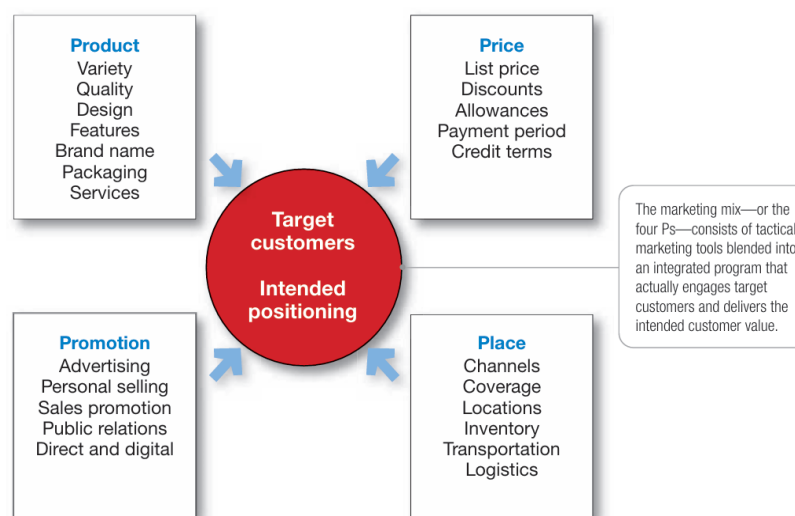 Product
Variety
Quality
Design
Features
Brand name
Packaging
Services
Price
List price
Discounts
Allowances
Payment period
Credit terms
Target
customers
Intended
positioning
The marketing mix—or the
four Ps—consists of tactical
marketing tools blended into
an integrated program that
actually engages target
customers and delivers the
intended customer value.
Promotion
Advertising
Personal selling
Sales promotion
Public relations
Direct and digital
Place
Channels
Coverage
Locations
Inventory
Transportation
Logistics